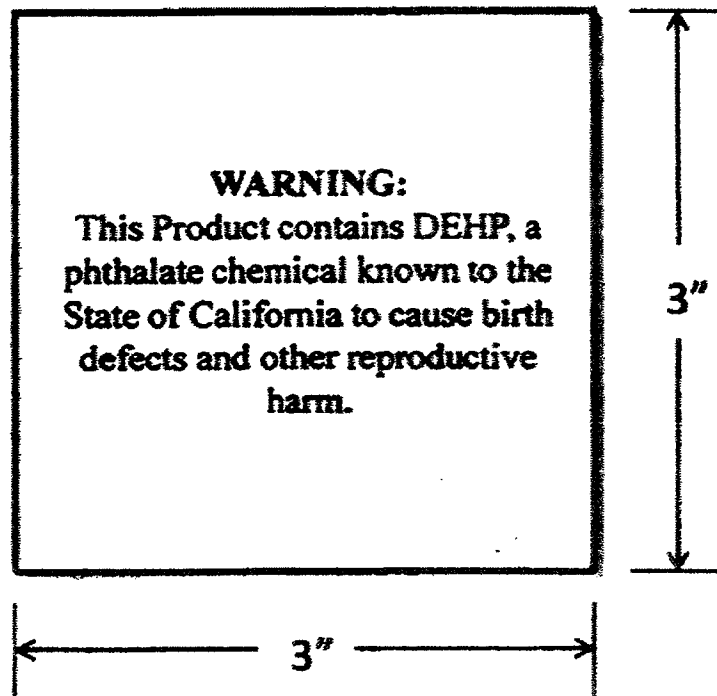 WARNING:
This Product contains DEHP, a
phthalate chemical known to the
State of California to cause birth
defects and other reproductive
harm.
3"
3"